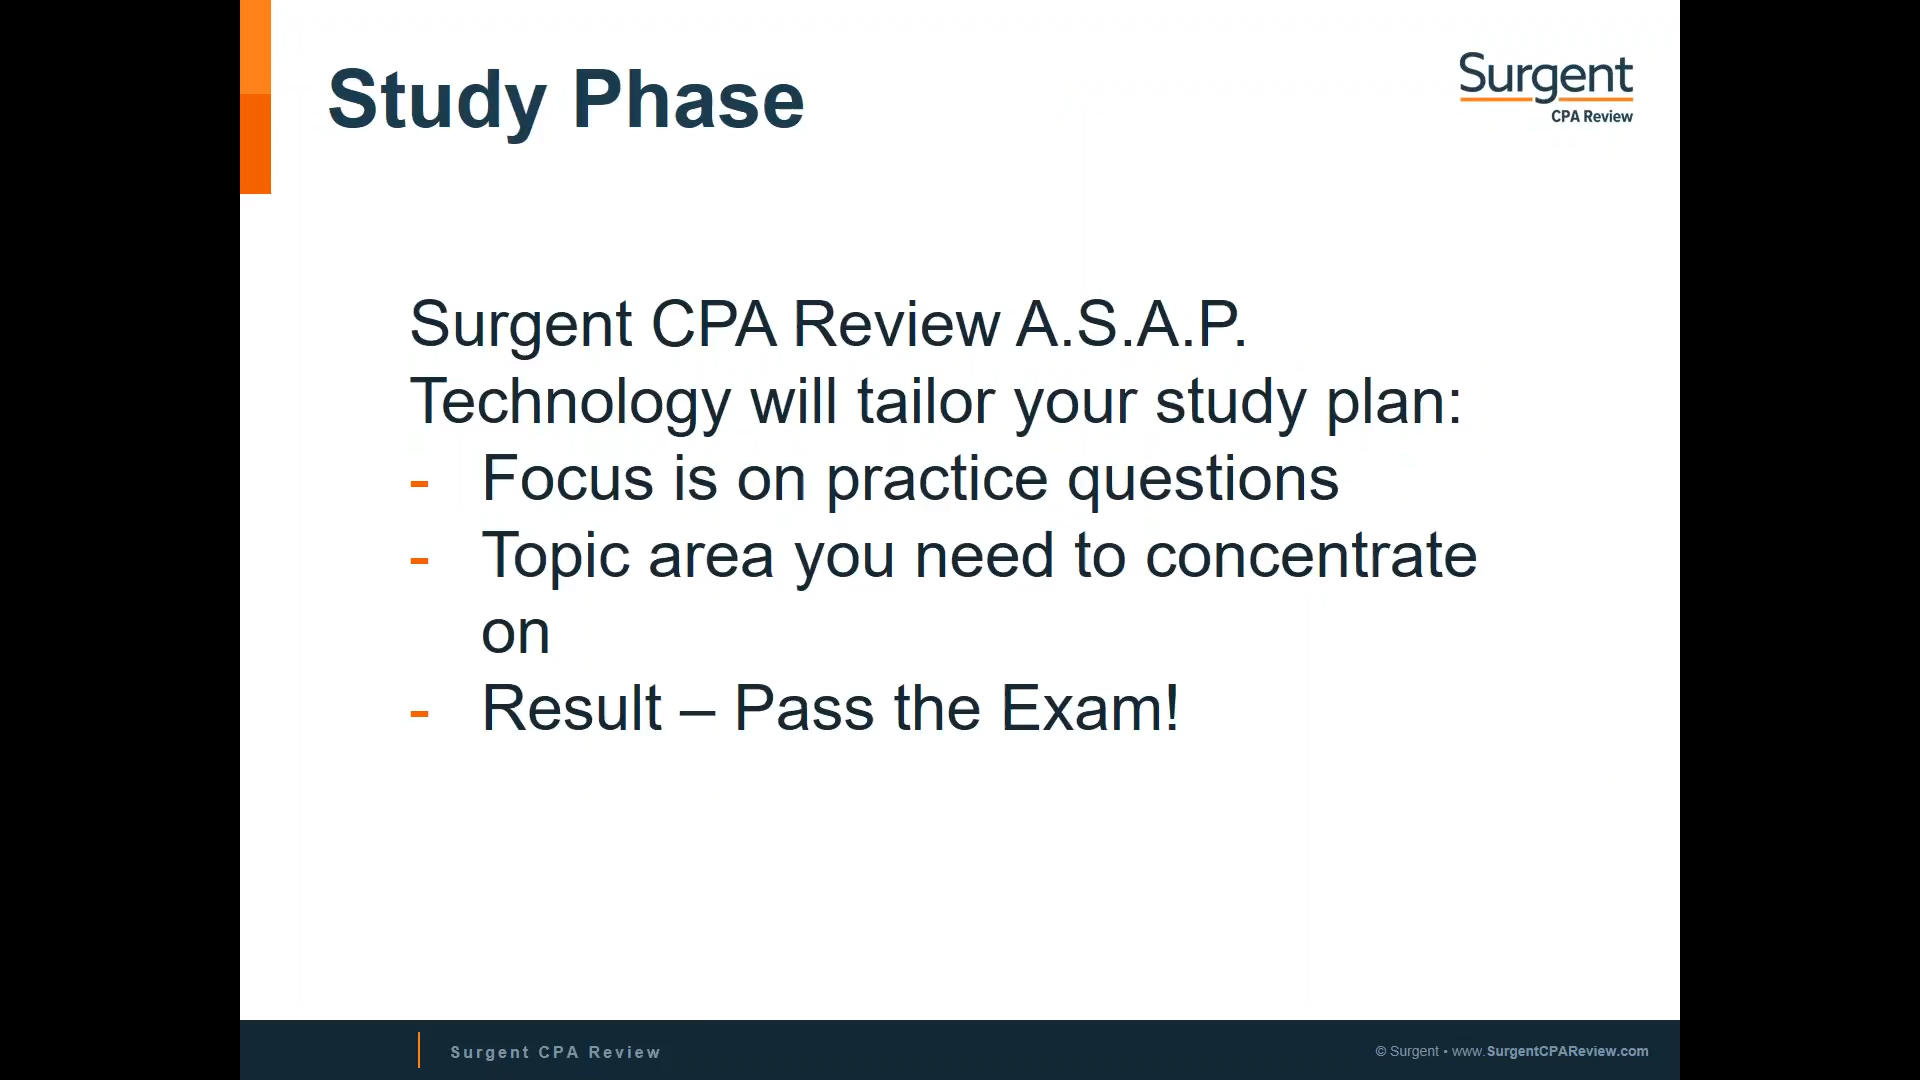 Study Phase
Surgent
CPA Review
Surgent CPA Review A.S.A.P.
Technology will tailor your study plan:
- Focus is on practice questions
- Topic area you need to concentrate
on
- Result – Pass the Exam!
Surgent CPA Review
© Surgent • www.SurgentCPAReview.com